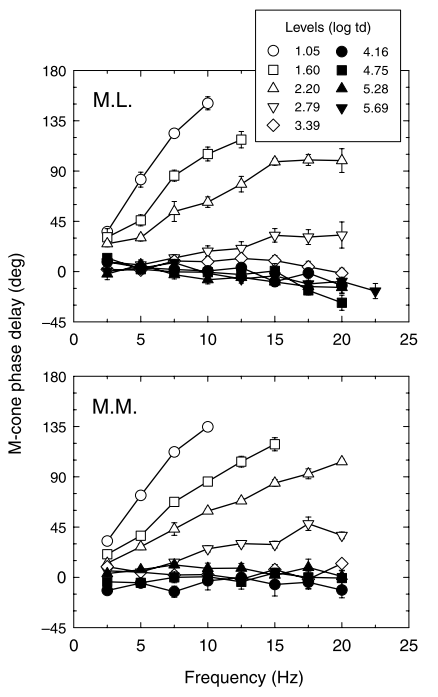 Levels (log td)
1.05 4.16
1.60 4.75
2.20 5.28
2.79 5.69
3.39
180
135
90
45
0
−45
M.L.
0 5 10 15 20 25
M-cone phase delay (deg)
180
135
90
45
0
−45
M.M.
0 5 10 15 20 25
Frequency (Hz)